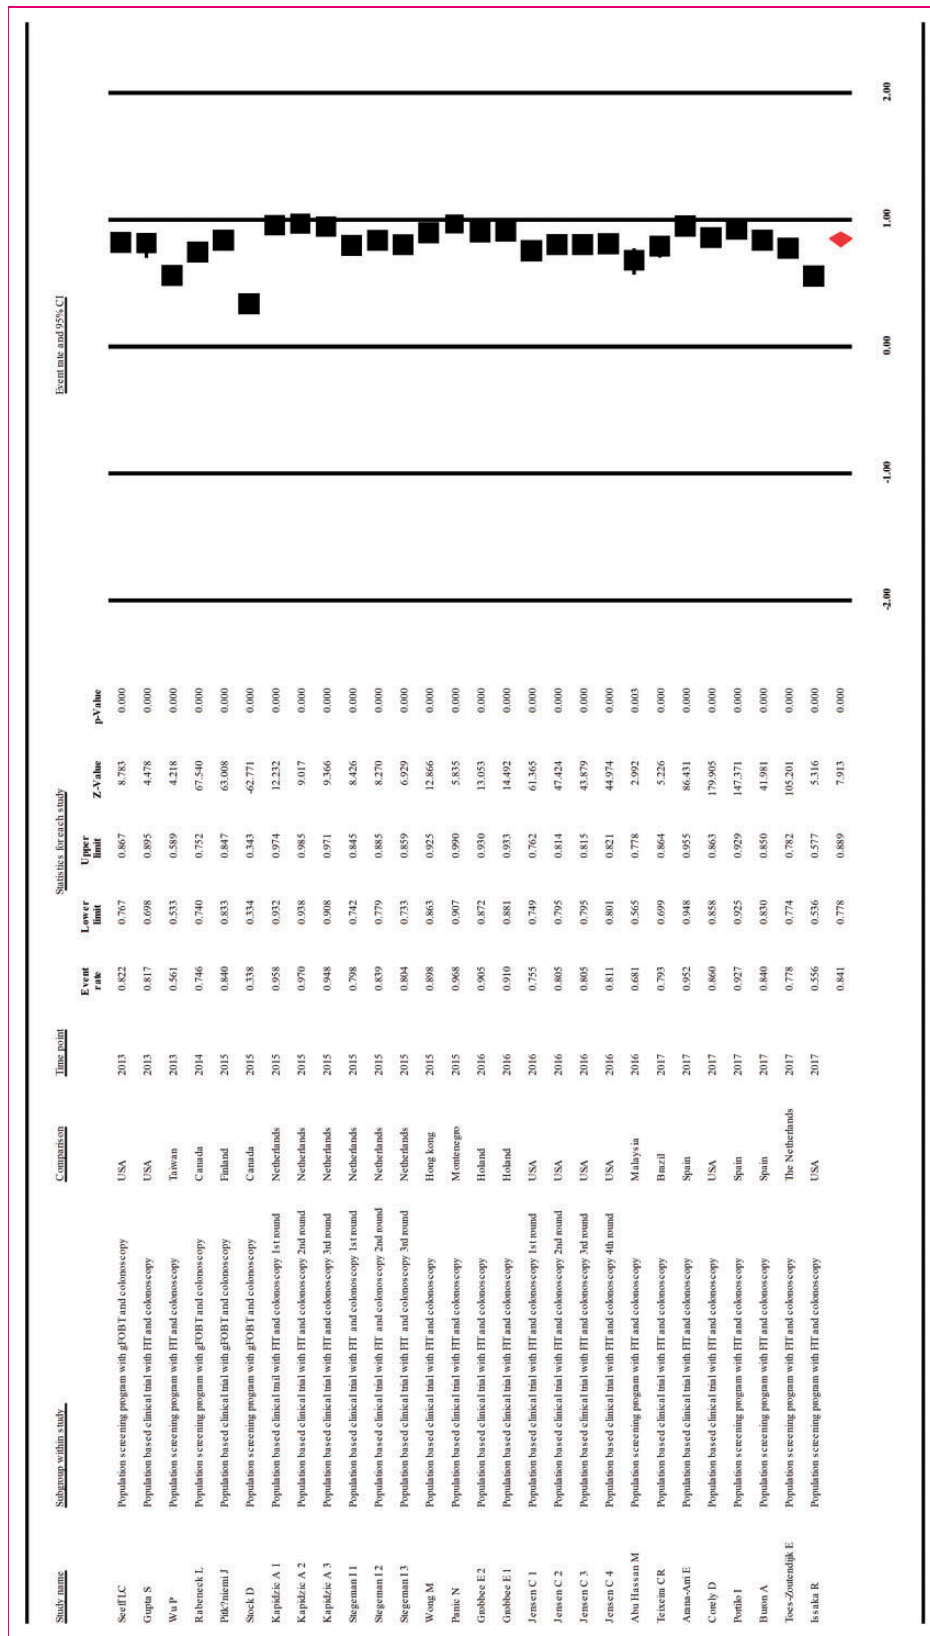 Study name Subgroup within study Comparison Time point Statistics for each study Event rate and 95% CI
Event rate Lower limit Upper limit Z-Value p-Value
Seeff LC Population screening program with gFOBT and colonoscopy USA 2013 0.822 0.767 0.867 8.783 0.000
Gupta S Population based clinical trial with FIT and colonoscopy USA 2013 0.817 0.698 0.895 4.478 0.000
Wu P Population screening program with FIT and colonoscopy Taiwan 2013 0.561 0.533 0.589 4.218 0.000
Rabeneck L Population screening program with gFOBT and colonoscopy Canada 2014 0.746 0.740 0.752 67.540 0.000
Pitk?niemi J Population based clinical trial with gFOBT and colonoscopy Finland 2015 0.840 0.833 0.847 63.008 0.000
Stock D Population screening program with gFOBT and colonoscopy Canada 2015 0.338 0.334 0.343 -62.771 0.000
Kapidzic A 1 Population based clinical trail with FIT and colonoscopy 1st round Netherlands 2015 0.958 0.932 0.974 12.232 0.000
Kapidzic A 2 Population based clinical trial with FIT and colonoscopy 2nd round Netherlands 2015 0.970 0.938 0.985 9.017 0.000
Kapidzic A 3 Population based clinical trial with FIT and colonoscopy 3rd round Netherlands 2015 0.948 0.908 0.971 9.366 0.000
Stegeman I 1 Population based clinical trial with FIT and colonoscopy 1st round Netherlands 2015 0.798 0.742 0.845 8.426 0.000
Stegeman I 2 Population based clinical trial with FIT and colonoscopy 2nd round Netherlands 2015 0.839 0.779 0.885 8.270 0.000
Stegeman I 3 Population based clinical trial with FIT and colonoscopy 3rd round Netherlands 2015 0.804 0.733 0.859 6.929 0.000
Wong M Population based clinical trial with FIT and colonoscopy Hong kong 2015 0.898 0.863 0.925 12.866 0.000
Panic N Population based clinical trial with FIT and colonoscopy Montenegro 2015 0.968 0.907 0.990 5.835 0.000
Grobbee E 2 Population based clinical trial with FIT and colonoscopy Holand 2016 0.905 0.872 0.930 13.053 0.000
Grobbee E 1 Population based clinical trial with FIT and colonoscopy Holand 2016 0.910 0.881 0.933 14.492 0.000
Jensen C 1 Population based clinical trial with FIT and colonoscopy 1st round USA 2016 0.755 0.749 0.762 61.365 0.000
Jensen C 2 Population based clinical trial with FIT and colonoscopy 2nd round USA 2016 0.805 0.795 0.814 47.424 0.000
Jensen C 3 Population based clinical trial with FIT and colonoscopy 3rd round USA 2016 0.805 0.795 0.815 43.879 0.000
Jensen C 4 Population based clinical trial with FIT and colonoscopy 4th round USA 2016 0.811 0.801 0.821 44.974 0.000
Abu Hassan M Population screening program with FIT and colonoscopy Malaysia 2016 0.681 0.565 0.778 2.992 0.003
Teixeira CR Population screening program with FIT and colonoscopy Brazil 2017 0.793 0.699 0.864 5.226 0.000
Arana-Arri E Population screening program with FIT and colonoscopy Spain 2017 0.952 0.948 0.955 86.431 0.000
Corely D Population based clinical trial with FIT and colonoscopy USA 2017 0.860 0.858 0.863 179.905 0.000
Portilo I Population screening program with FIT and colonoscopy Spain 2017 0.927 0.925 0.929 147.371 0.000
Buron A Population based clinical trial with FIT and colonoscopy Spain 2017 0.840 0.830 0.850 41.981 0.000
Toes-Zoutendijk E Population screening program with FIT and colonoscopy The Netherlands 2017 0.778 0.774 0.782 105.201 0.000
Issaka R Population screening program with FIT and colonoscopy USA 2017 0.556 0.536 0.577 5.316 0.000
0.841 0.778 0.889 7.913 0.000
-2.00 -1.00 0.00 1.00 2.00